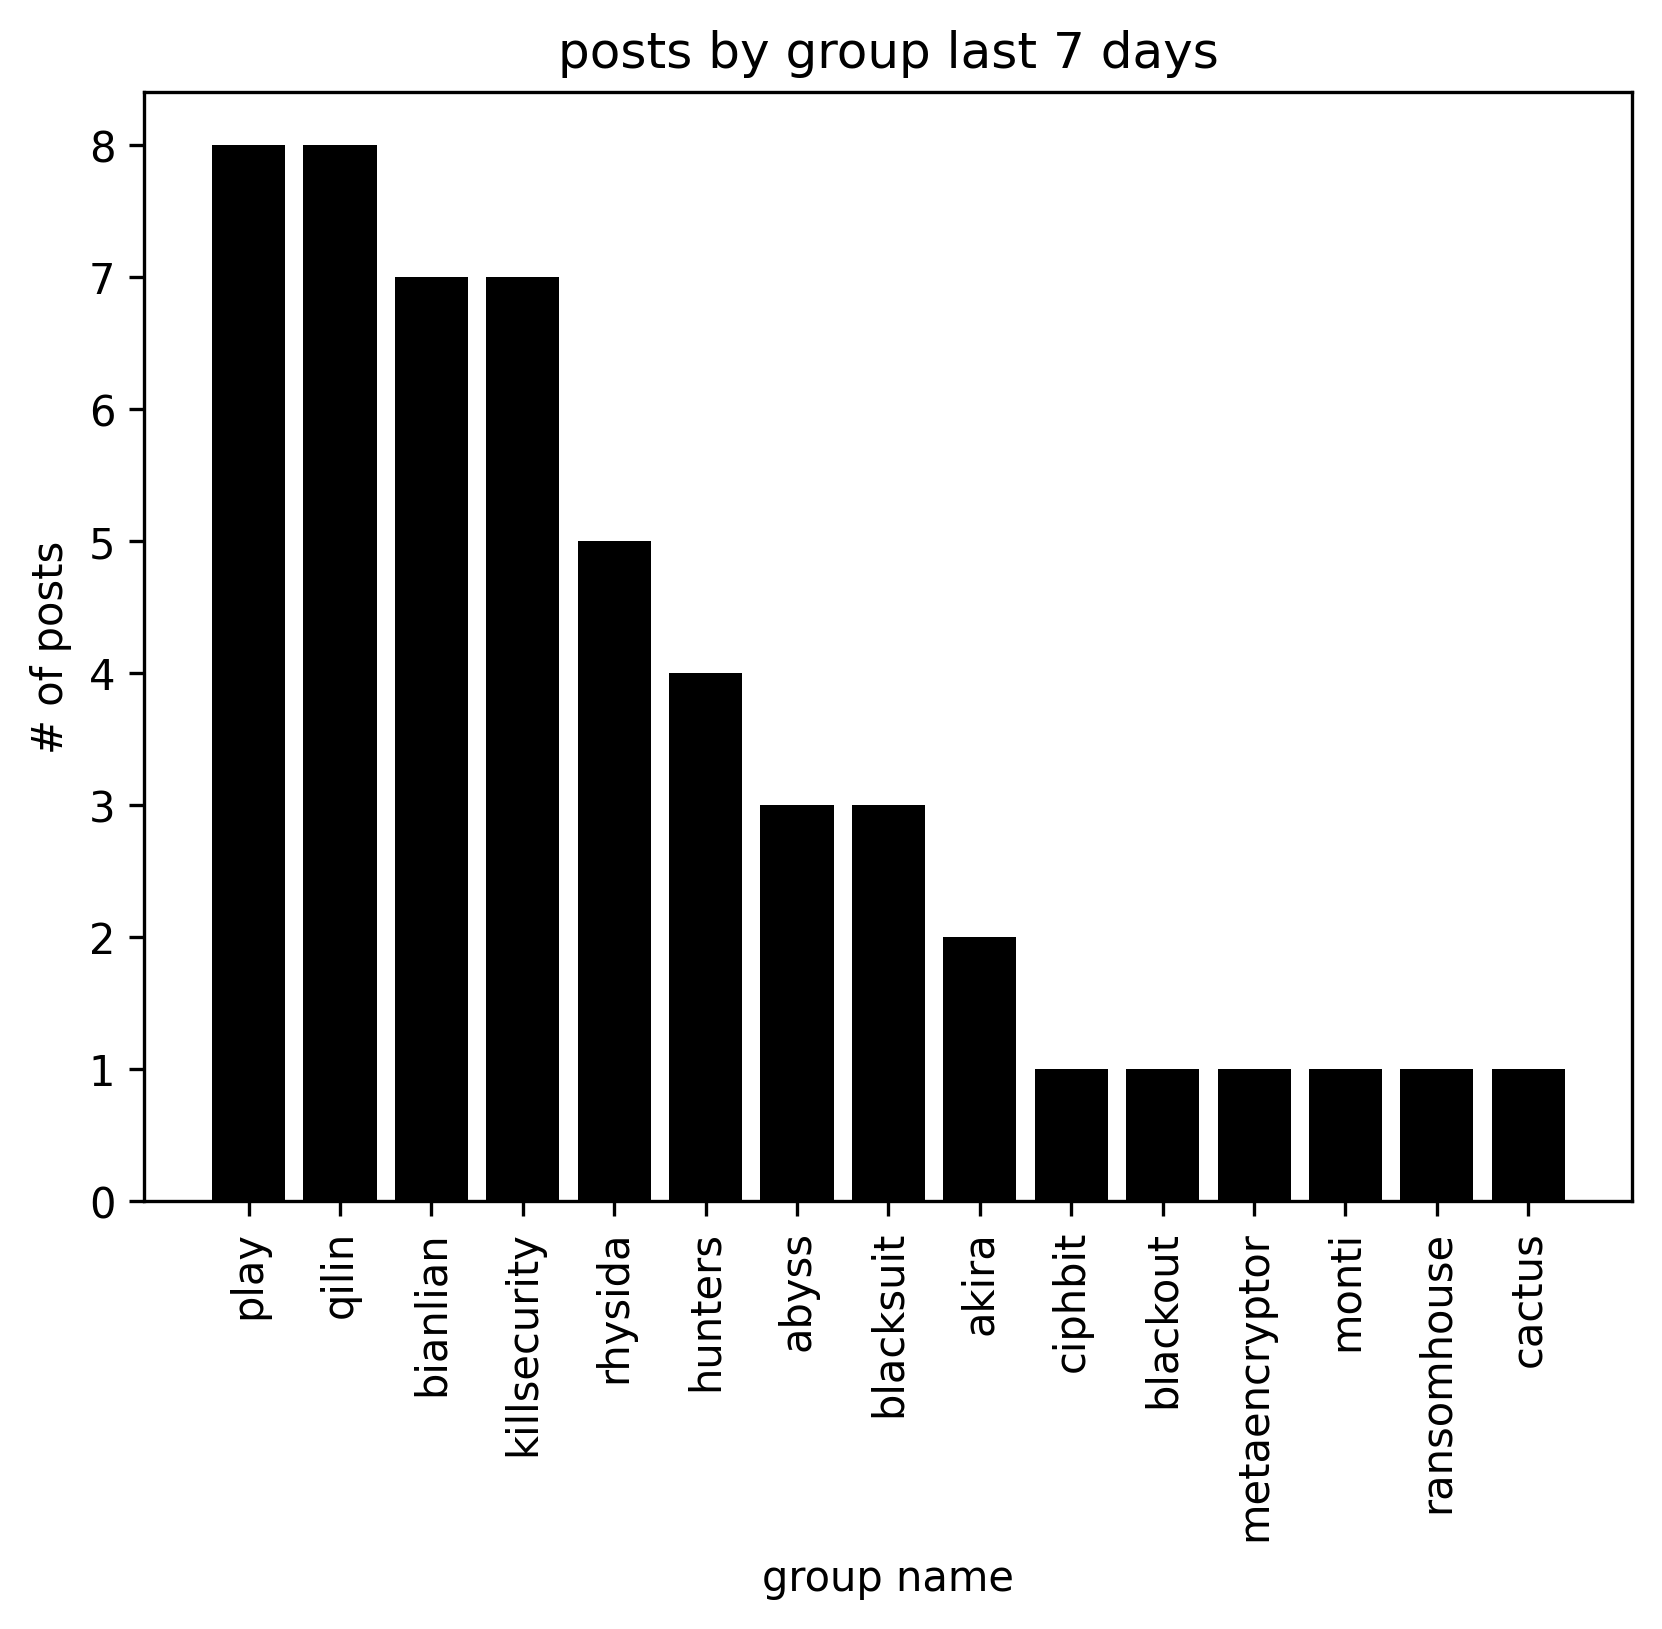 posts by group last 7 days
# of posts
8
7
6
5
4
3
2
1
0
play
qilin
bianlian
killsecurity
rhysida
hunters
abyss
blacksuit
akira
ciphbit
blackout
metaencryptor
monti
ransomhouse
cactus
group name